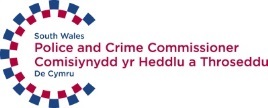 South Wales
Police and Crime Commissioner
Comisiynydd yr Heddlu a Throseddu
De Cymru